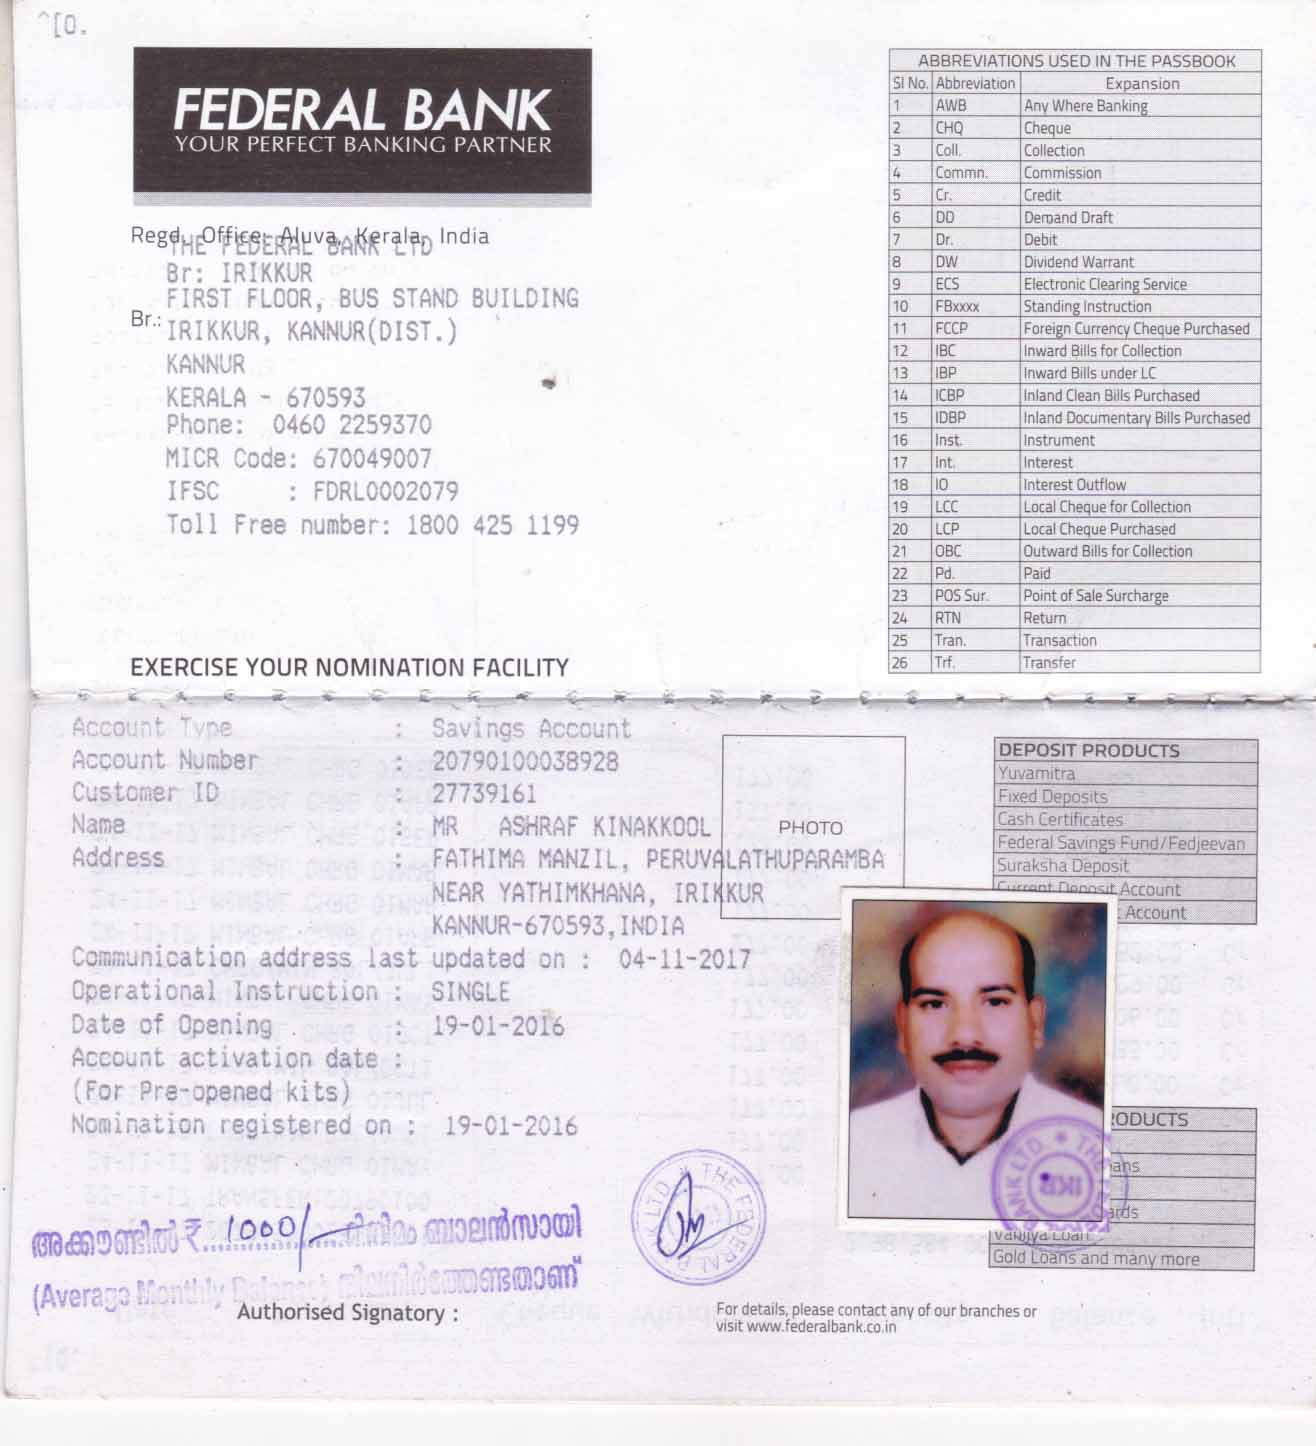 ^[0.
FEDERAL BANK
YOUR PERFECT BANKING PARTNER
Regd. Office: Aluva, Kerala, India
THE FEDERAL BANK LTD
Br: IRIKKUR
FIRST FLOOR, BUS STAND BUILDING
Br.:
IRIKKUR, KANNUR(DIST.)
KANNUR
KERALA - 670593
Phone: 0460 2259370
MICR Code: 670049007
IFSC : FDRL0002079
Toll Free number: 1800 425 1199
EXERCISE YOUR NOMINATION FACILITY
ABBREVIATIONS USED IN THE PASSBOOK
Sl No. Abbreviation Expansion
1 AWB Any Where Banking
2 CHQ Cheque
3 Coll. Collection
4 Commn. Commission
5 Cr. Credit
6 DD Demand Draft
7 Dr. Debit
8 DW Dividend Warrant
9 ECS Electronic Clearing Service
10 FBxxxx Standing Instruction
11 FCCP Foreign Currency Cheque Purchased
12 IBC Inward Bills for Collection
13 IBP Inward Bills under LC
14 ICBP Inland Clean Bills Purchased
15 IDBP Inland Documentary Bills Purchased
16 Inst. Instrument
17 Int. Interest
18 IO Interest Outflow
19 LCC Local Cheque for Collection
20 LCP Local Cheque Purchased
21 OBC Outward Bills for Collection
22 Pd. Paid
23 POS Sur. Point of Sale Surcharge
24 RTN Return
25 Tran. Transaction
26 Trf. Transfer
Account Type : Savings Account
Account Number : 20790100038928
Customer ID : 27739161
Name : MR ASHRAF KINAKKOOL
Address : FATHIMA MANZIL, PERUVALATHUPARAMBA
NEAR YATHIMKHANA, IRIKKUR
KANNUR-670593,INDIA
Communication address last updated on : 04-11-2017
Operational Instruction : SINGLE
Date of Opening : 19-01-2016
Account activation date :
(For Pre-opened kits)
Nomination registered on : 19-01-2016
PHOTO
DEPOSIT PRODUCTS
Yuvamitra
Fixed Deposits
Cash Certificates
Federal Savings Fund/Fedjeevan
Suraksha Deposit
Current Deposit Account
Account
Gold Loans and many more
THE FEDERAL BANK LTD
IKR
അക്കൗണ്ടിൽ ₹ 1000/- മിനിമം ബാലൻസായി
(Average Monthly Balance) നിലനിർത്തേണ്ടതാണ്
Authorised Signatory :
For details, please contact any of our branches or
visit www.federalbank.co.in